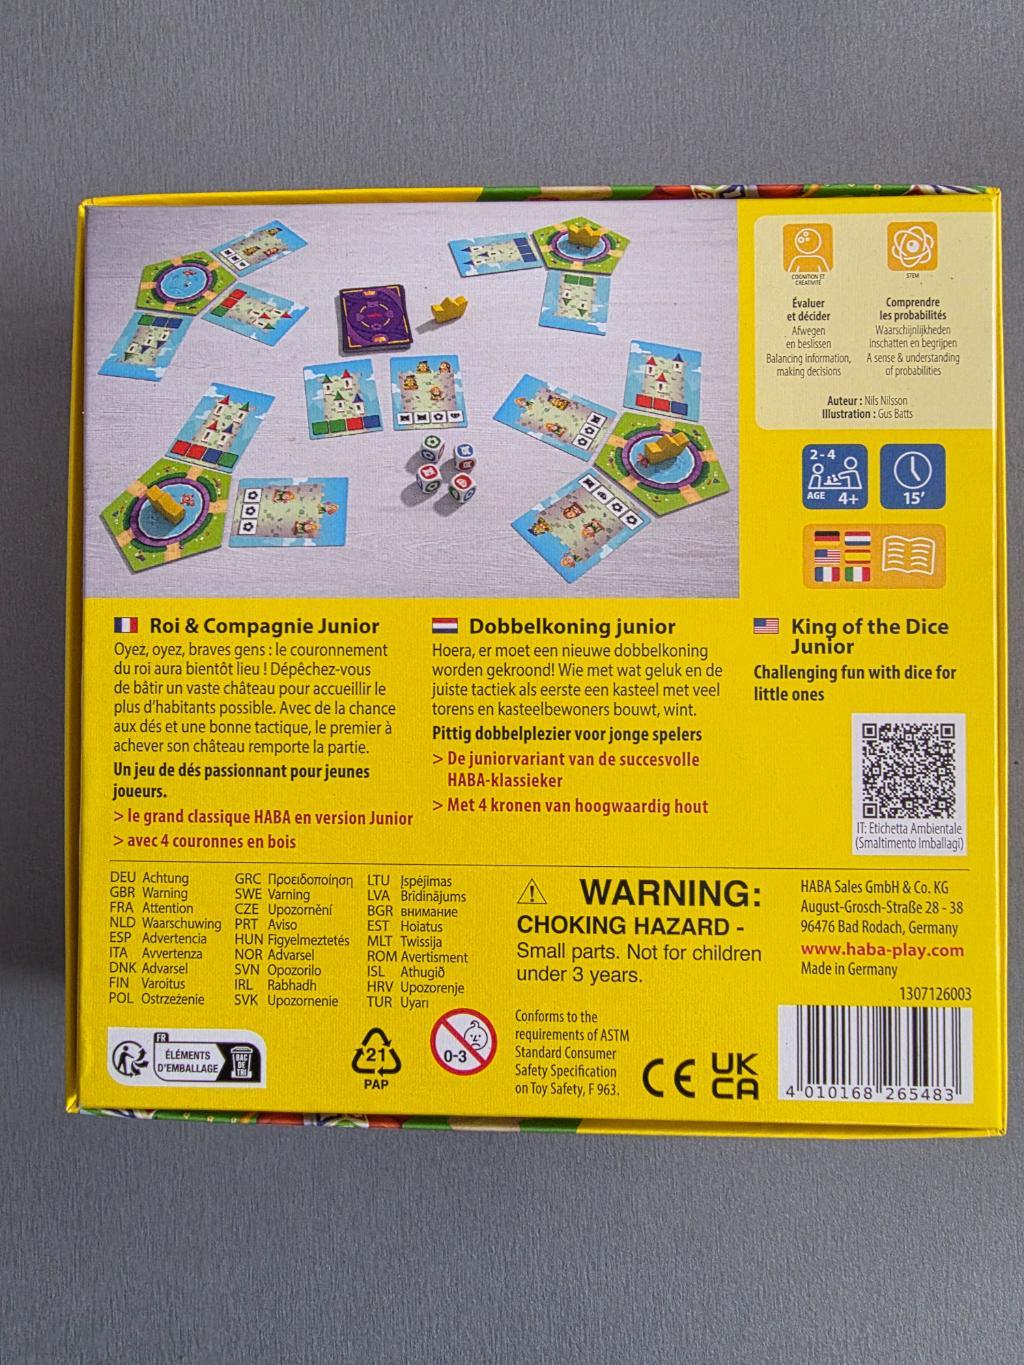 COGNITION ET
CRÉATIVITÉ
Évaluer
et décider
Afwegen
en beslissen
Balancing information,
making decisions
STEM
Comprendre
les probabilités
Waarschijnlijkheden
inschatten en begrijpen
A sense & understanding
of probabilities
Auteur : Nils Nilsson
Illustration : Gus Batts
2-4
AGE 4+
15'
Roi & Compagnie Junior
Oyez, oyez, braves gens : le couronnement
du roi aura bientôt lieu ! Dépêchez-vous
de bâtir un vaste château pour accueillir le
plus d'habitants possible. Avec de la chance
aux dés et une bonne tactique, le premier à
achever son château remporte la partie.
Un jeu de dés passionnant pour jeunes
joueurs.
> le grand classique HABA en version Junior
> avec 4 couronnes en bois
Dobbelkoning junior
Hoera, er moet een nieuwe dobbelkoning
worden gekroond! Wie met wat geluk en de
juiste tactiek als eerste een kasteel met veel
torens en kasteelbewoners bouwt, wint.
Pittig dobbelplezier voor jonge spelers
> De juniorvariant van de succesvolle
HABA-klassieker
> Met 4 kronen van hoogwaardig hout
King of the Dice
Junior
Challenging fun with dice for
little ones
IT: Etichetta Ambientale
(Smaltimento Imballagi)
DEU Achtung
GBR Warning
FRA Attention
NLD Waarschuwing
ESP Advertencia
ITA Avvertenza
DNK Advarsel
FIN Varoitus
POL Ostrzeżenie
GRC Προειδοποίηση
SWE Varning
CZE Upozornění
PRT Aviso
HUN Figyelmeztetés
NOR Advarsel
SVN Opozorilo
IRL Rabhadh
SVK Upozornenie
LTU Įspėjimas
LVA Brīdinājums
BGR внимание
EST Hoiatus
MLT Twissija
ROM Avertisment
ISL Athugið
HRV Upozorenje
TUR Uyarı
WARNING:
CHOKING HAZARD -
Small parts. Not for children
under 3 years.
HABA Sales GmbH & Co. KG
August-Grosch-Straße 28 - 38
96476 Bad Rodach, Germany
www.haba-play.com
Made in Germany
1307126003
FR
ÉLÉMENTS
D'EMBALLAGE
BAC
DE
TRI
21
PAP
0-3
Conforms to the
requirements of ASTM
Standard Consumer
Safety Specification
on Toy Safety, F 963.
CE
UK
CA
4 010168 265483